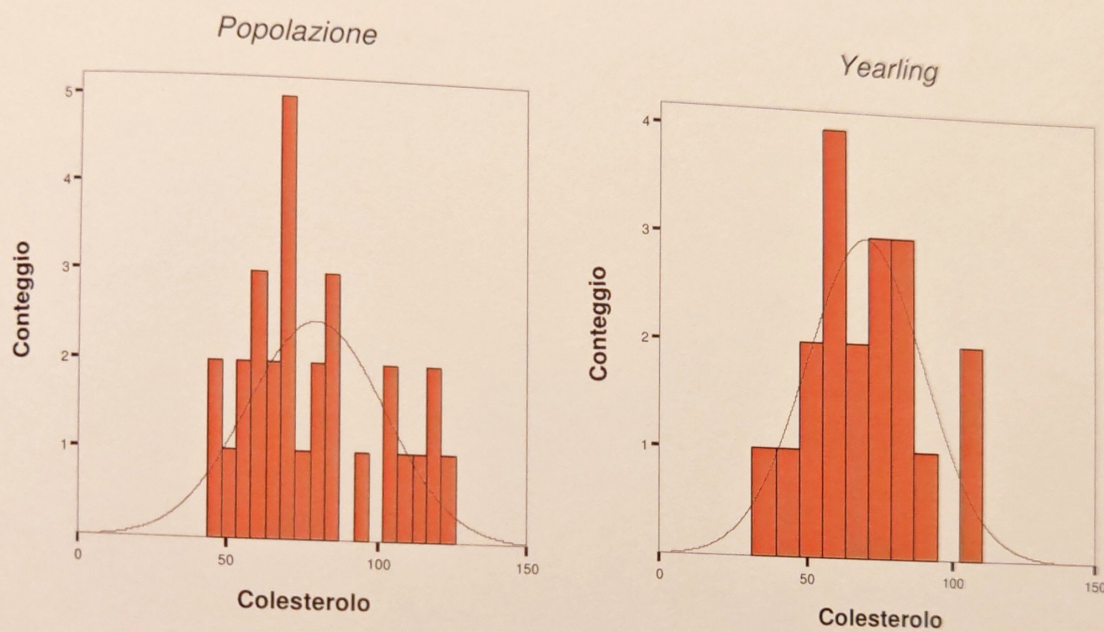 Popolazione
5
4
3
2
1
Conteggio
0
50
100
150
Colesterolo
Yearling
4
3
2
1
Conteggio
0
50
100
150
Colesterolo